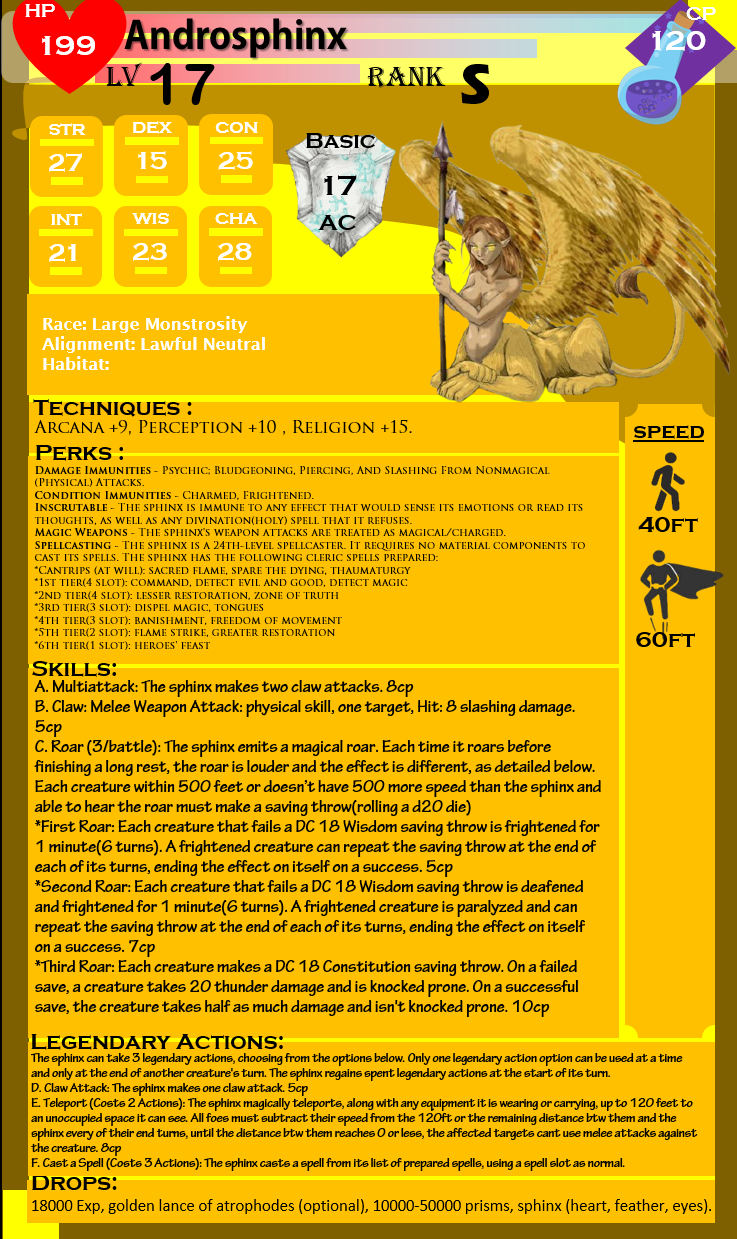 HP
199
Androsphinx
CP
120
LV 17
RANK S
STR
27
DEX
15
CON
25
INT
21
WIS
23
CHA
28
Basic
17
AC
Race: Large Monstrosity
Alignment: Lawful Neutral
Habitat:
Techniques :
Arcana +9, Perception +10 , Religion +15.
Perks :
Damage Immunities - Psychic; Bludgeoning, Piercing, And Slashing From Nonmagical
(Physical) Attacks.
Condition Immunities - Charmed, Frightened.
Inscrutable - The sphinx is immune to any effect that would sense its emotions or read its
thoughts, as well as any divination(holy) spell that it refuses.
Magic Weapons - The sphinx's weapon attacks are treated as magical/charged.
Spellcasting - The sphinx is a 24th-level spellcaster. It requires no material components to
cast its spells. The sphinx has the following cleric spells prepared:
*Cantrips (at will): sacred flame, spare the dying, thaumaturgy
*1st tier(4 slot): command, detect evil and good, detect magic
*2nd tier(4 slot): lesser restoration, zone of truth
*3rd tier(3 slot): dispel magic, tongues
*4th tier(3 slot): banishment, freedom of movement
*5th tier(2 slot): flame strike, greater restoration
*6th tier(1 slot): heroes' feast
SPEED
40FT
60FT
Skills:
A. Multiattack: The sphinx makes two claw attacks. 8cp
B. Claw: Melee Weapon Attack: physical skill, one target, Hit: 8 slashing damage.
5cp
C. Roar (3/battle): The sphinx emits a magical roar. Each time it roars before
finishing a long rest, the roar is louder and the effect is different, as detailed below.
Each creature within 500 feet or doesn't have 500 more speed than the sphinx and
able to hear the roar must make a saving throw(rolling a d20 die)
*First Roar: Each creature that fails a DC 18 Wisdom saving throw is frightened for
1 minute(6 turns). A frightened creature can repeat the saving throw at the end of
each of its turns, ending the effect on itself on a success. 5cp
*Second Roar: Each creature that fails a DC 18 Wisdom saving throw is deafened
and frightened for 1 minute(6 turns). A frightened creature is paralyzed and can
repeat the saving throw at the end of each of its turns, ending the effect on itself
on a success. 7cp
*Third Roar: Each creature makes a DC 18 Constitution saving throw. On a failed
save, a creature takes 20 thunder damage and is knocked prone. On a successful
save, the creature takes half as much damage and isn't knocked prone. 10cp
Legendary Actions:
The sphinx can take 3 legendary actions, choosing from the options below. Only one legendary action option can be used at a time
and only at the end of another creature's turn. The sphinx regains spent legendary actions at the start of its turn.
D. Claw Attack: The sphinx makes one claw attack. 5cp
E. Teleport (Costs 2 Actions): The sphinx magically teleports, along with any equipment it is wearing or carrying, up to 120 feet to
an unoccupied space it can see. All foes must subtract their speed from the 120ft or the remaining distance btw them and the
sphinx every of their end turns, until the distance btw them reaches 0 or less, the affected targets cant use melee attacks against
the creature. 8cp
F. Cast a Spell (Costs 3 Actions): The sphinx casts a spell from its list of prepared spells, using a spell slot as normal.
Drops:
18000 Exp, golden lance of atrophodes (optional), 10000-50000 prisms, sphinx (heart, feather, eyes).